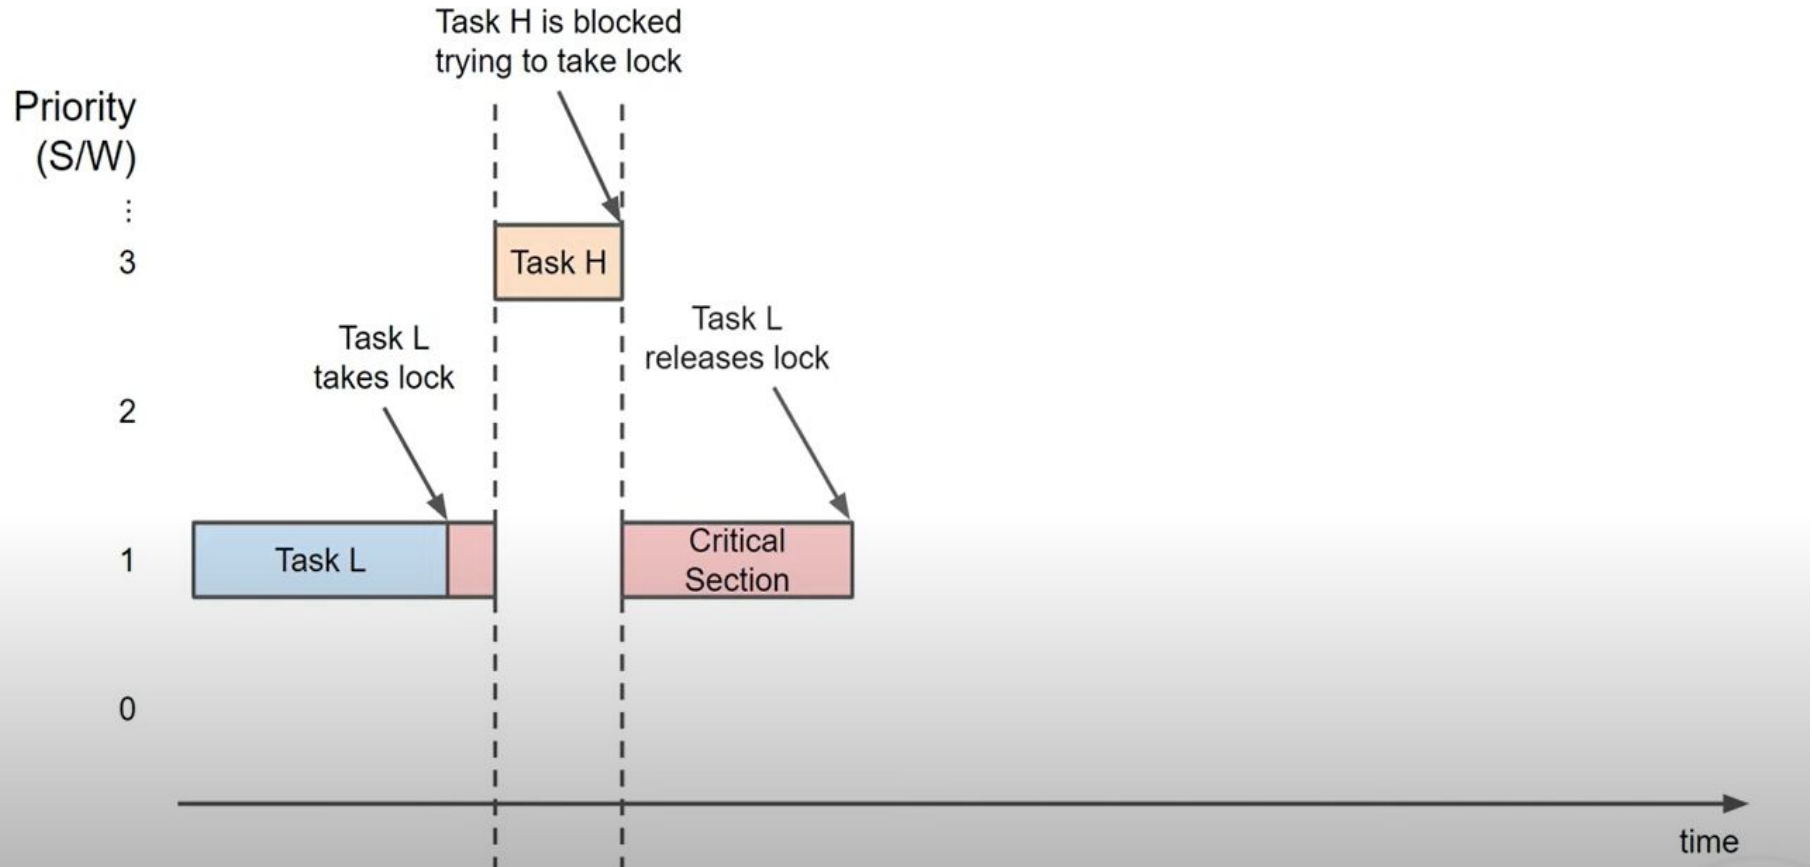 Task H is blocked
trying to take lock
Priority
(S/W)
⋮
3
Task H
Task L
takes lock
Task L
releases lock
2
1
Task L
Critical
Section
0
time